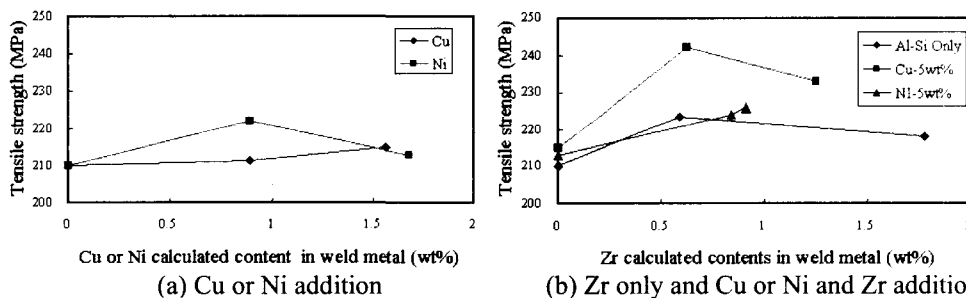 250
240
230
220
210
200
Tensile strength (MPa)
Cu
Ni
0
0.5
1
1.5
2
Cu or Ni calculated content in weld metal (wt%)
(a) Cu or Ni addition
250
240
230
220
210
200
Tensile strength (MPa)
Al-Si Only
Cu-5wt%
Ni-5wt%
0
0.5
1
1.5
Zr calculated contents in weld metal (wt%)
(b) Zr only and Cu or Ni and Zr additio